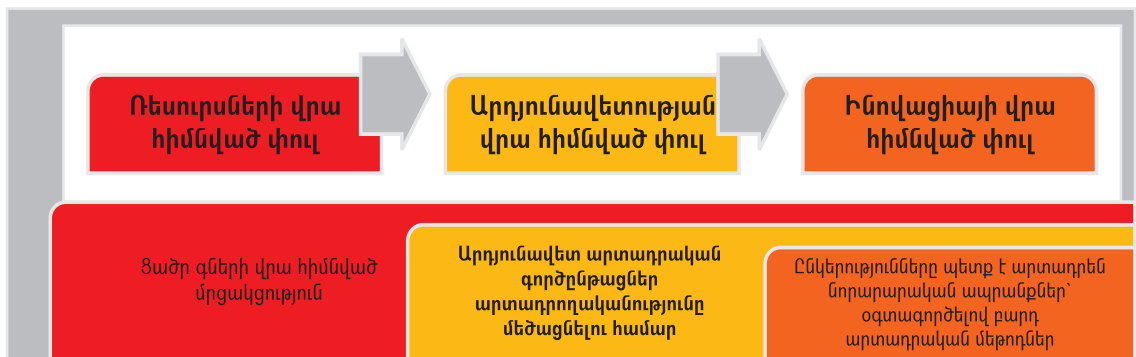 Ռեսուրսների վրա
հիմնված փուլ
Արդյունավետության
վրա հիմնված փուլ
Ինովացիայի վրա
հիմնված փուլ
Ցածր գների վրա հիմնված
մրցակցություն
Արդյունավետ արտադրական
գործընթացներ
արտադրողականությունը
մեծացնելու համար
Ընկերությունները պետք է արտադրեն
նորարարական ապրանքներ՝
օգտագործելով բարդ
արտադրական մեթոդներ